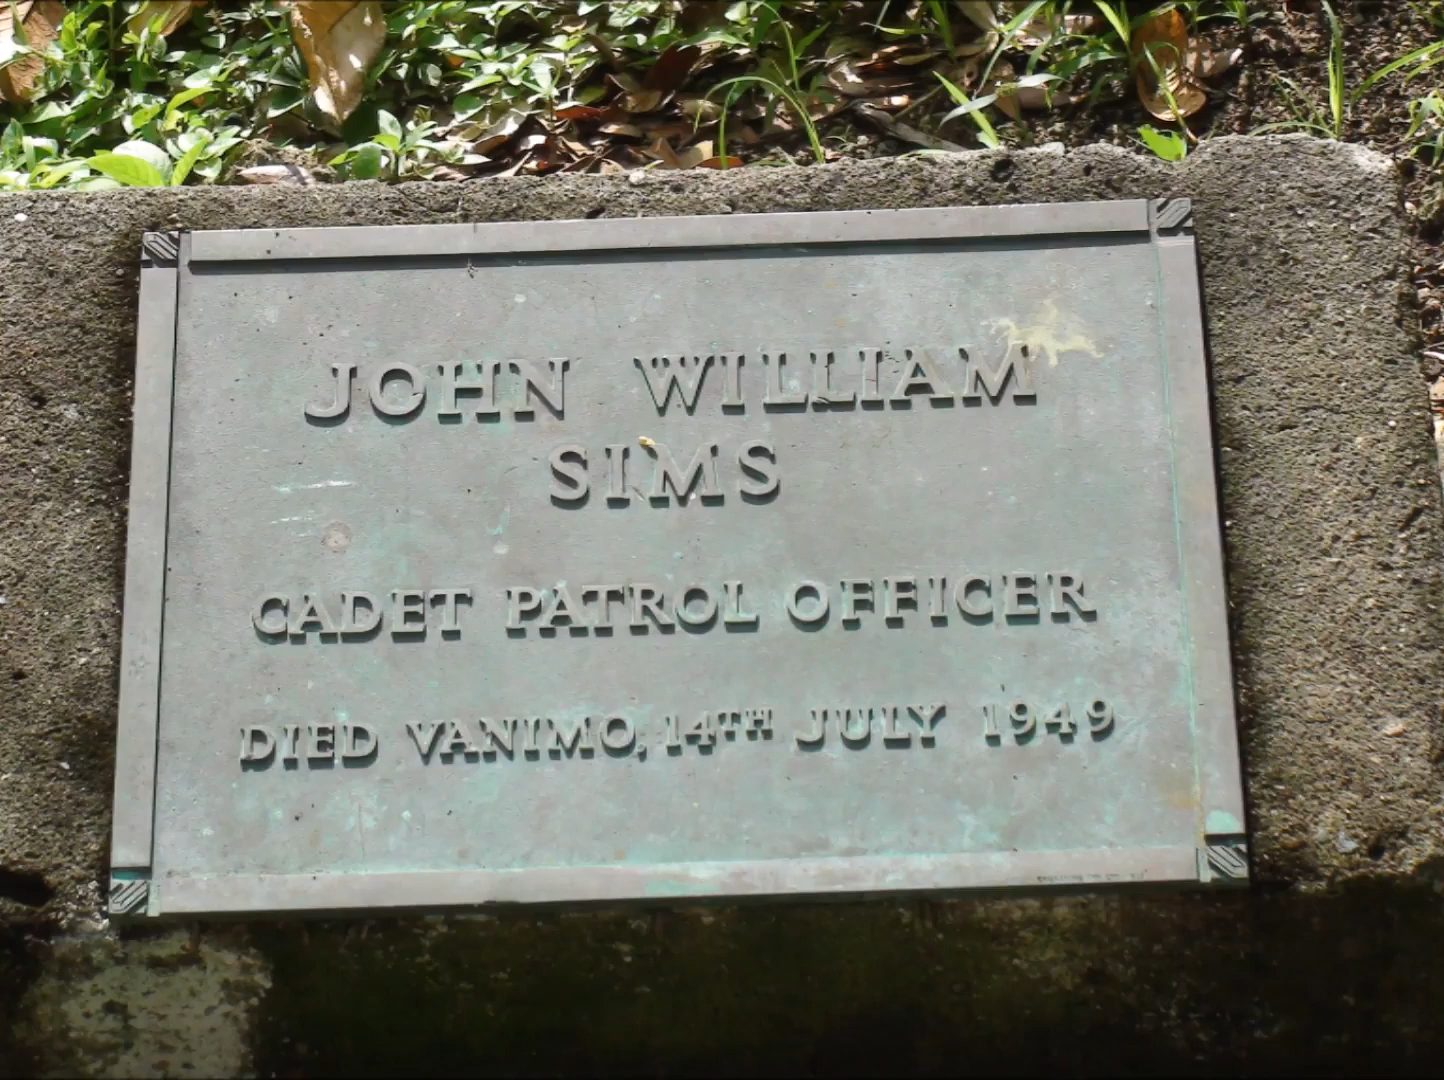 JOHN WILLIAM
SIMS
CADET PATROL OFFICER
DIED VANIMO, 14TH JULY 1949